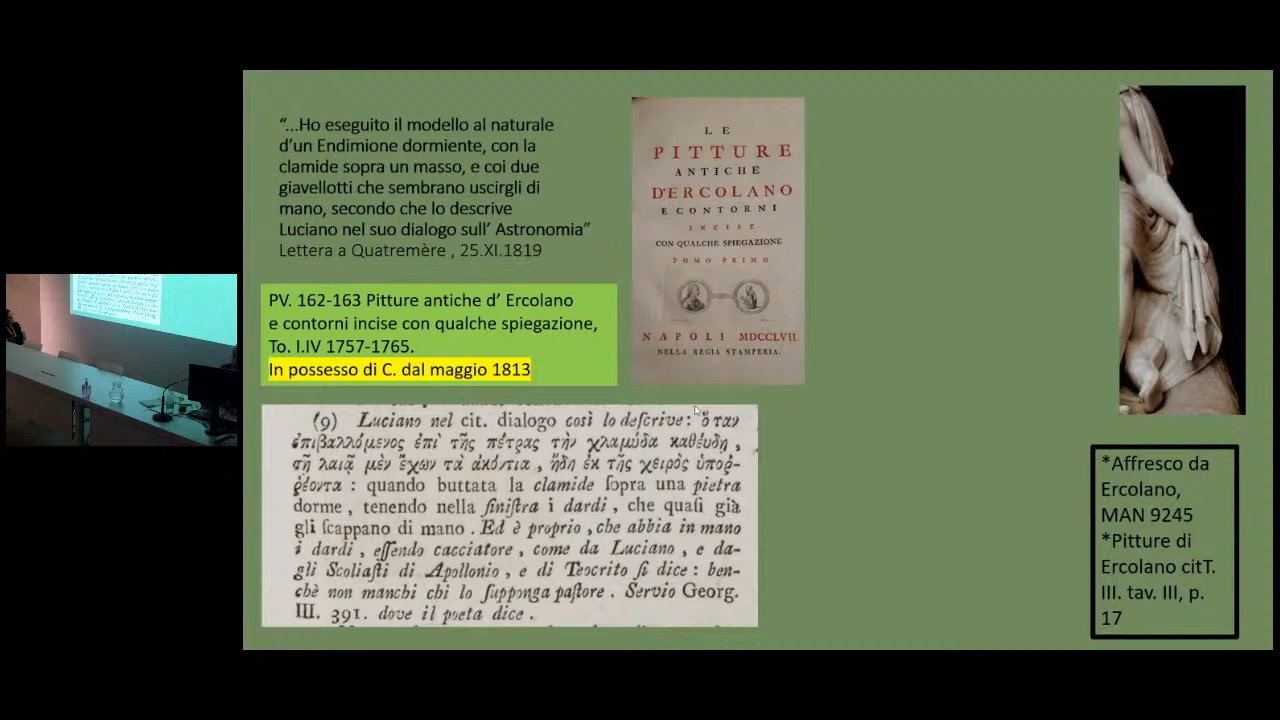 “...Ho eseguito il modello al naturale
d’un Endimione dormiente, con la
clamide sopra un masso, e coi due
giavellotti che sembrano uscirgli di
mano, secondo che lo descrive
Luciano nel suo dialogo sull’ Astronomia”
Lettera a Quatremère , 25.XI.1819
PV. 162-163 Pitture antiche d’ Ercolano
e contorni incise con qualche spiegazione,
To. I.IV 1757-1765.
In possesso di C. dal maggio 1813
L E
PITTURE
ANTICHE
D'ERCOLANO
E CONTORNI
INCISE
CON QUALCHE SPIEGAZIONE
TOMO PRIMO
NAPOLI MDCCLVII.
NELLA REGIA STAMPERIA.
(9) Luciano nel cit. dialogo così lo deſcrive: ὅταν
ἐπιβαλλόμενος ἐπὶ τῆς πέτρας τὴν χλαμύδα καθέυδῃ ,
τῇ λαιᾷ μὲν ἔχων τὰ ἀκόντια , ἤδη ἐκ τῆς χειρὸς ὑποῤ-
ῥέοντα : quando buttata la clamide ſopra una pietra
dorme , tenendo nella ſiniſtra i dardi , che quaſi già
gli ſcappano di mano . Ed è proprio , che abbia in mano
i dardi , eſſendo cacciatore , come da Luciano , e da-
gli Scoliaſti di Apollonio , e di Teocrito ſi dice : ben-
chè non manchi chi lo ſupponga paſtore . Servio Georg.
III. 391. dove il poeta dice .
*Affresco da
Ercolano,
MAN 9245
*Pitture di
Ercolano citT.
III. tav. III, p.
17